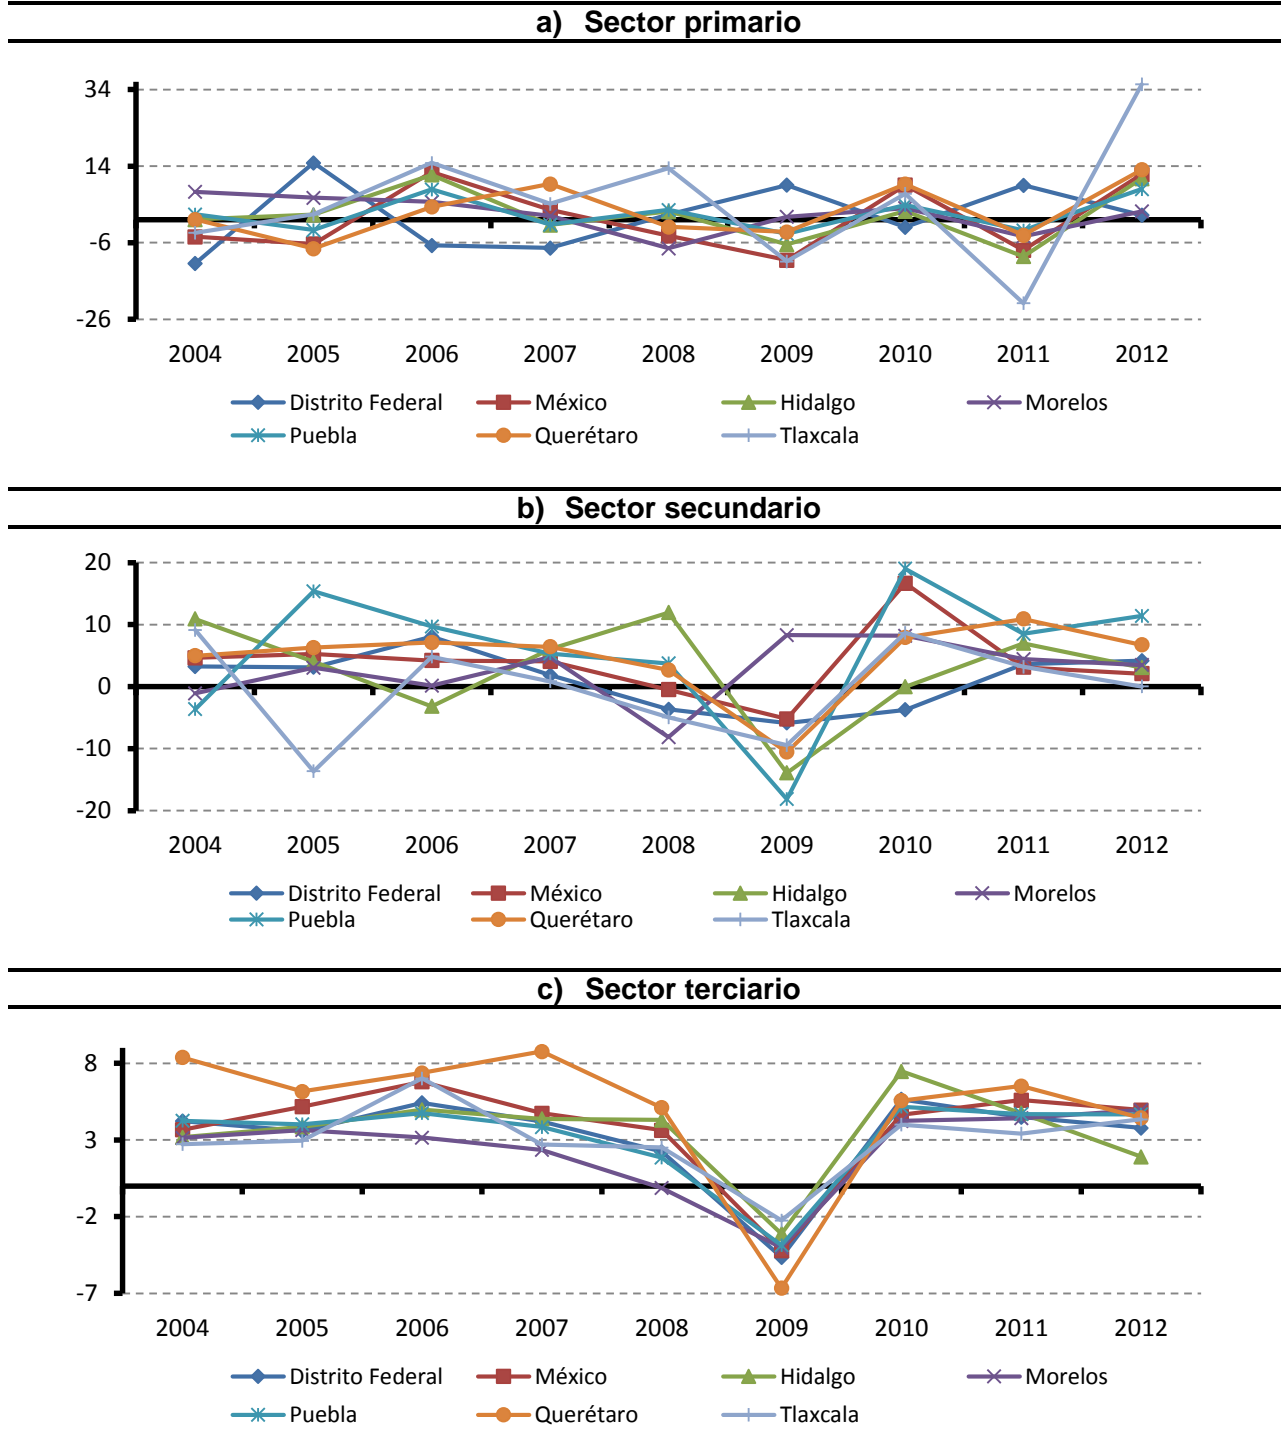 a) Sector primario
34
14
-6
-26
2004 2005 2006 2007 2008 2009 2010 2011 2012
Distrito Federal México Hidalgo Morelos
Puebla Querétaro Tlaxcala
b) Sector secundario
20
10
0
-10
-20
2004 2005 2006 2007 2008 2009 2010 2011 2012
Distrito Federal México Hidalgo Morelos
Puebla Querétaro Tlaxcala
c) Sector terciario
8
3
-2
-7
2004 2005 2006 2007 2008 2009 2010 2011 2012
Distrito Federal México Hidalgo Morelos
Puebla Querétaro Tlaxcala